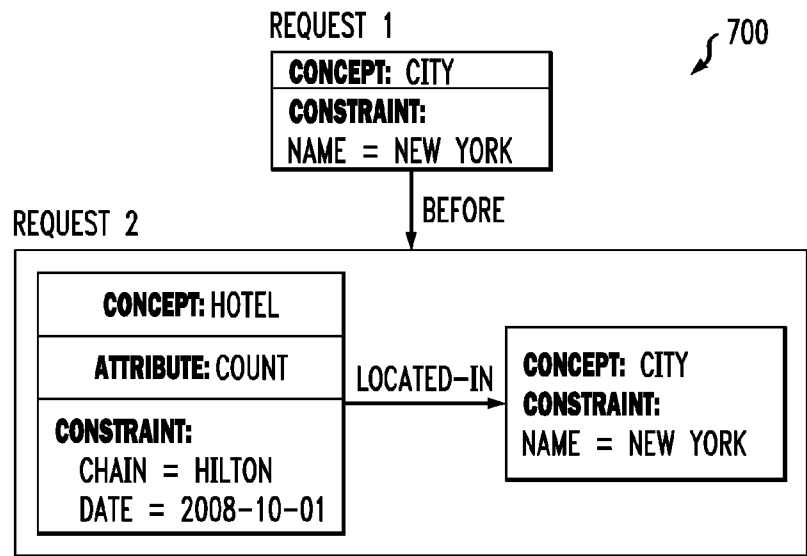 REQUEST 1
700
CONCEPT: CITY
CONSTRAINT:
NAME = NEW YORK
BEFORE
REQUEST 2
CONCEPT: HOTEL
ATTRIBUTE: COUNT
CONSTRAINT:
CHAIN = HILTON
DATE = 2008-10-01
LOCATED-IN
CONCEPT: CITY
CONSTRAINT:
NAME = NEW YORK